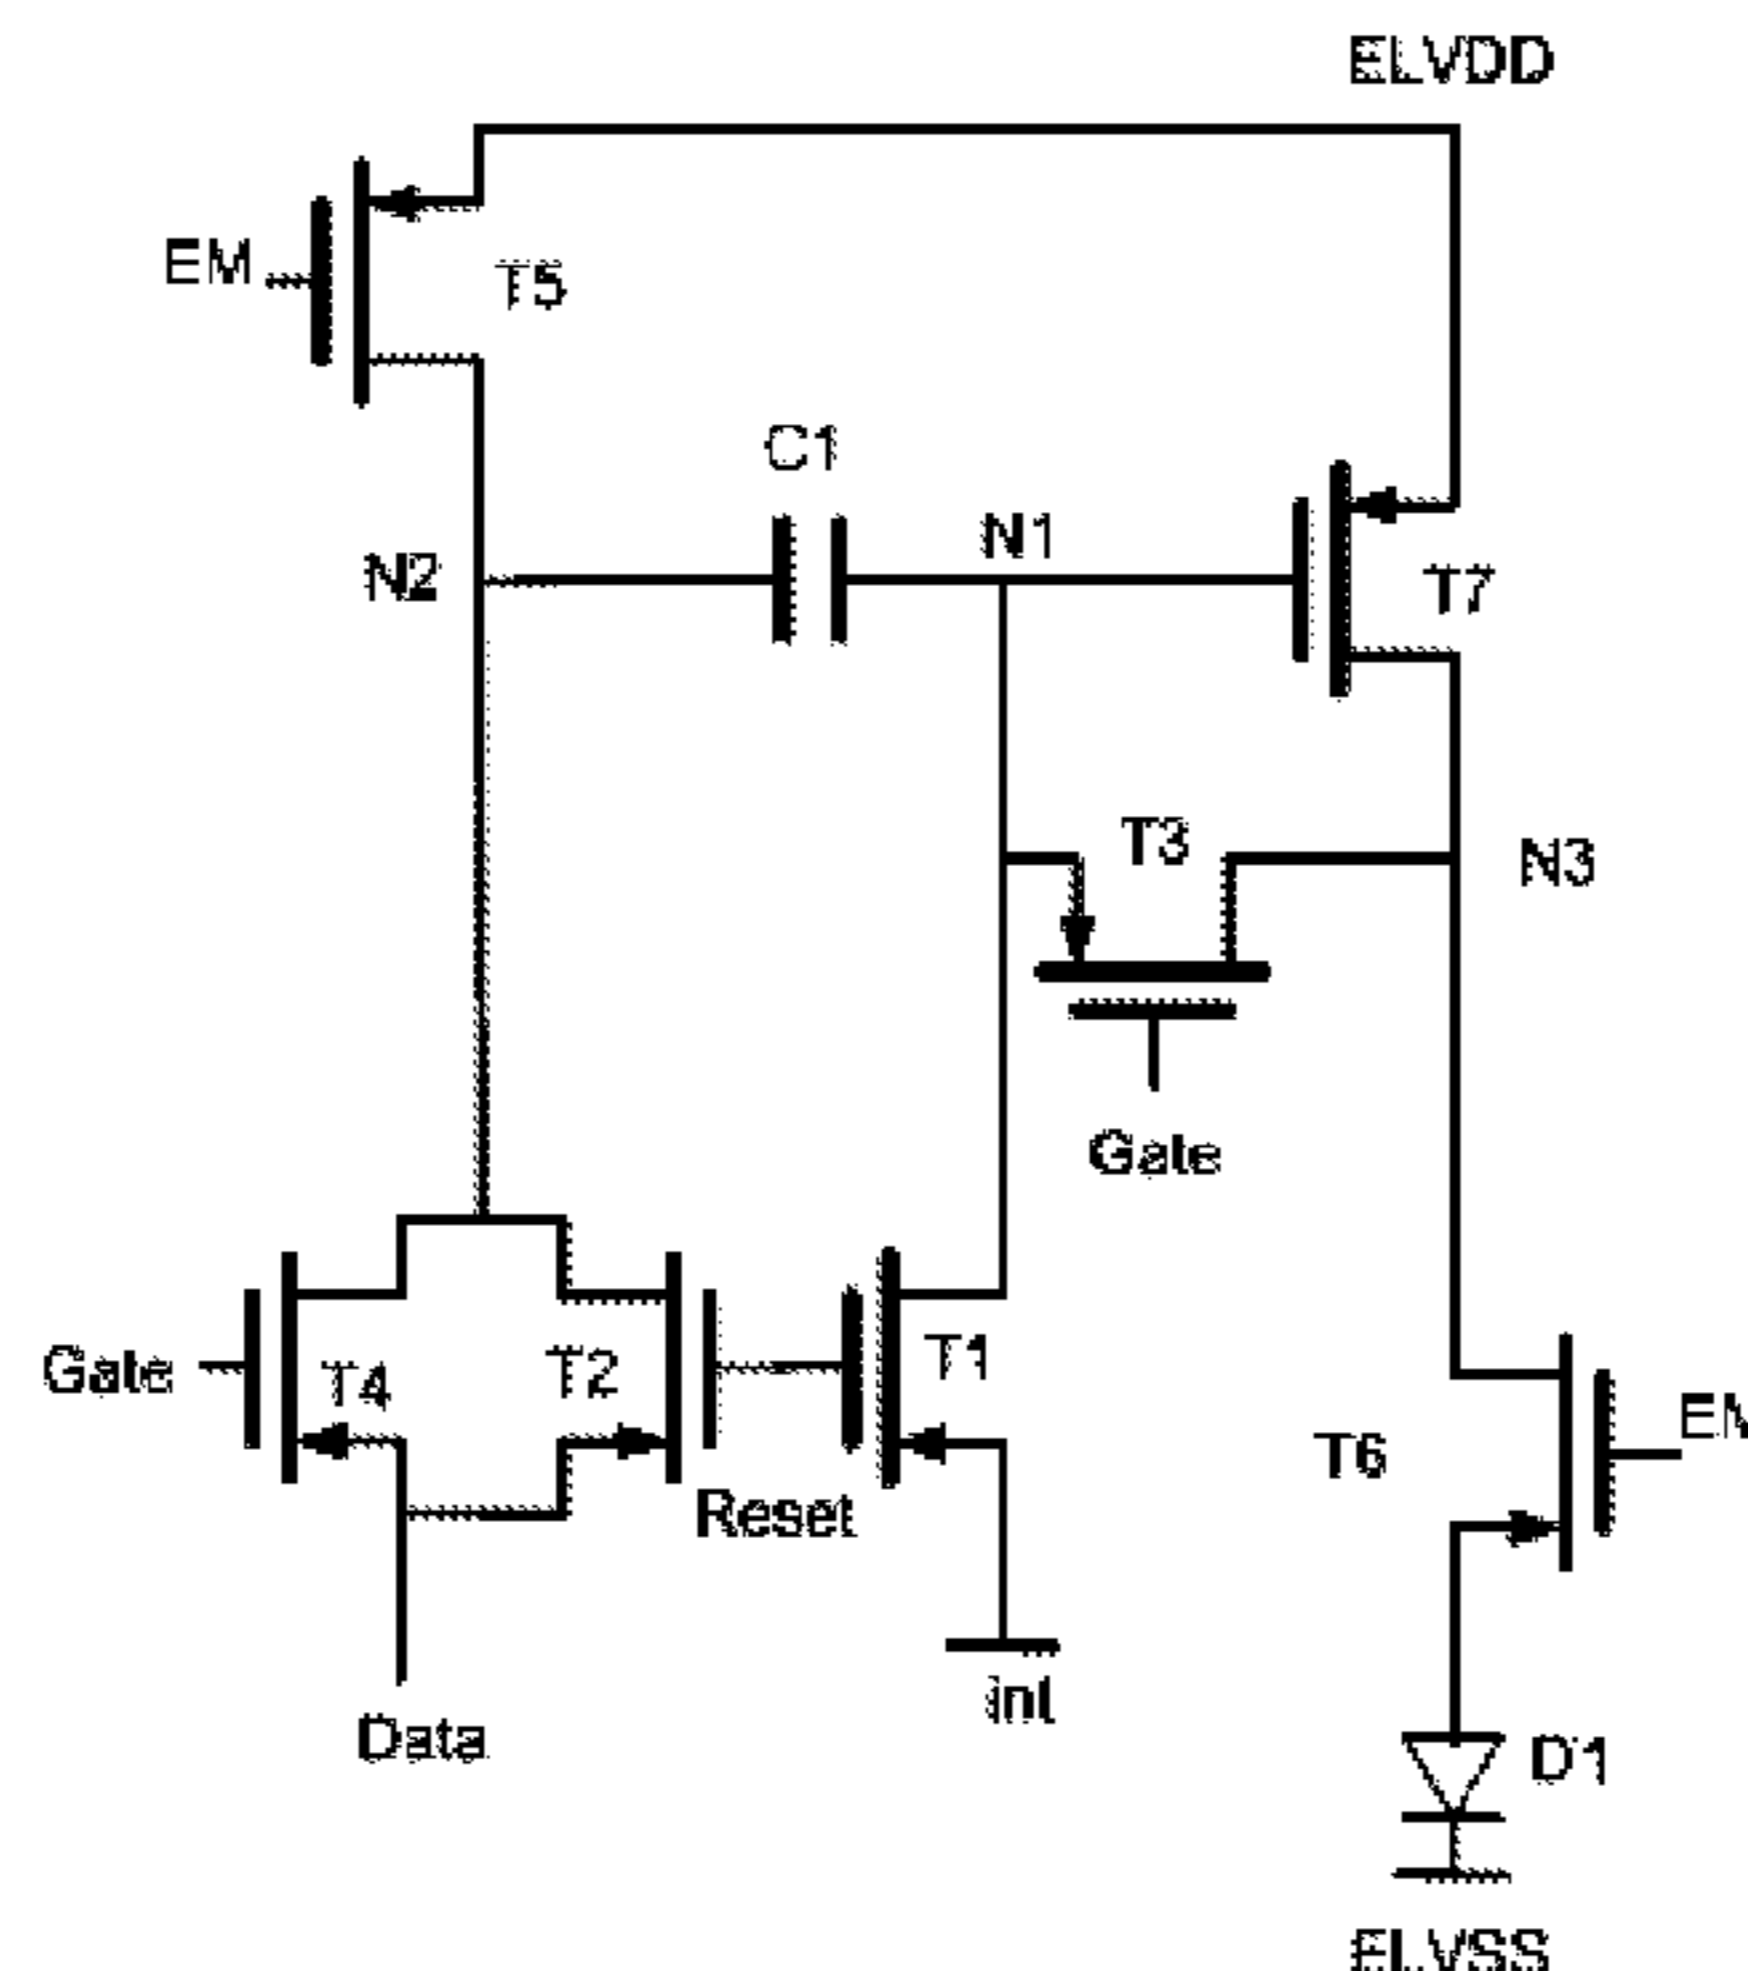 ELVDD
EM
T5
C1
N1
N2
T7
T3
N3
Gate
T1
Gate
T4
T2
EM
T6
Reset
int
Data
D1
ELVSS